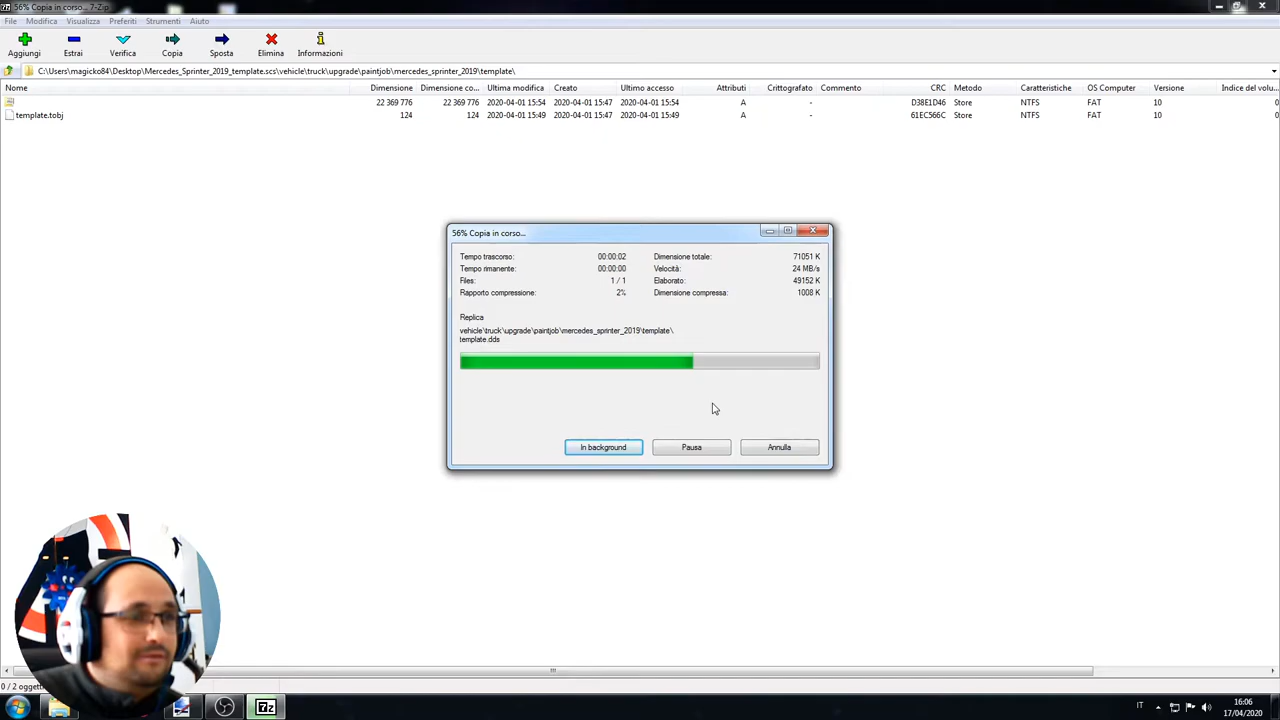 56% Copia in corso... 7-Zip
File Modifica Visualizza Preferiti Strumenti Aiuto
Aggiungi Estrai Verifica Copia Sposta Elimina Informazioni
C:\Users\magicko84\Desktop\Mercedes_Sprinter_2019_template.scs\vehicle\truck\upgrade\paintjob\mercedes_sprinter_2019\template\
Nome Dimensione Dimensione co... Ultima modifica Creato Ultimo accesso Attributi Crittografato Commento CRC Metodo Caratteristiche OS Computer Versione Indice del volu...
22 369 776 22 369 776 2020-04-01 15:54 2020-04-01 15:47 2020-04-01 15:54 A - D38E1D46 Store NTFS FAT 10 0
template.tobj 124 124 2020-04-01 15:49 2020-04-01 15:47 2020-04-01 15:49 A - 61EC566C Store NTFS FAT 10 0
56% Copia in corso...
Tempo trascorso: 00:00:02 Dimensione totale: 71051 K
Tempo rimanente: 00:00:00 Velocità: 24 MB/s
Files: 1 / 1 Elaborato: 49152 K
Rapporto compressione: 2% Dimensione compressa: 1008 K
Replica
vehicle\truck\upgrade\paintjob\mercedes_sprinter_2019\template\
template.dds
In background Pausa Annulla
0 / 2 oggetti
7z IT 16:06
17/04/2020